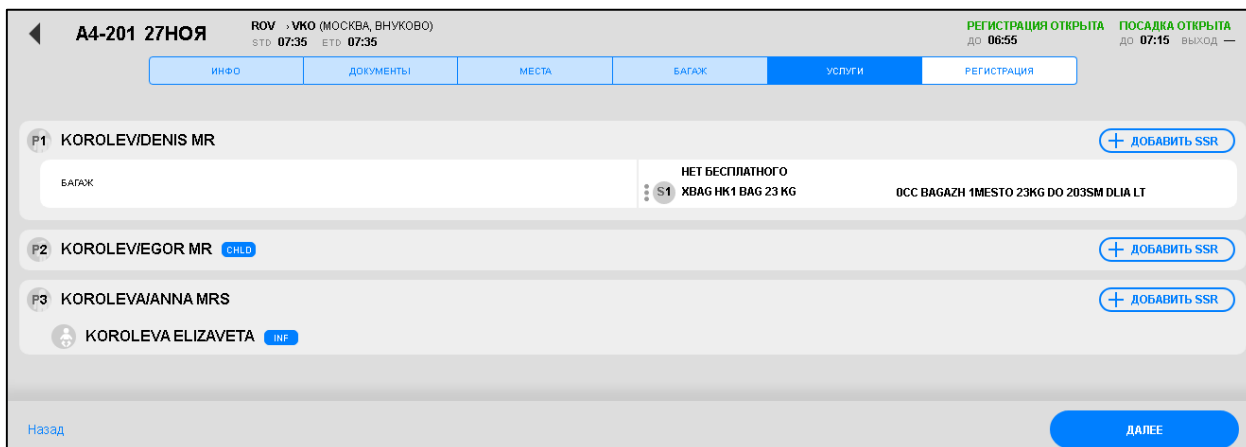 А4-201 27НОЯ
ROV › VKO (МОСКВА, ВНУКОВО)
STD 07:35 ETD 07:35
РЕГИСТРАЦИЯ ОТКРЫТА
ДО 06:55
ПОСАДКА ОТКРЫТА
ДО 07:15 ВЫХОД —
ИНФО
ДОКУМЕНТЫ
МЕСТА
БАГАЖ
УСЛУГИ
РЕГИСТРАЦИЯ
P1 KOROLEV/DENIS MR
+ ДОБАВИТЬ SSR
БАГАЖ
НЕТ БЕСПЛАТНОГО
S1 XBAG HK1 BAG 23 KG
0CC BAGAZH 1MESTO 23KG DO 203SM DLIA LT
P2 KOROLEV/EGOR MR CHLD
+ ДОБАВИТЬ SSR
P3 KOROLEVA/ANNA MRS
+ ДОБАВИТЬ SSR
KOROLEVA ELIZAVETA INF
Назад
ДАЛЕЕ